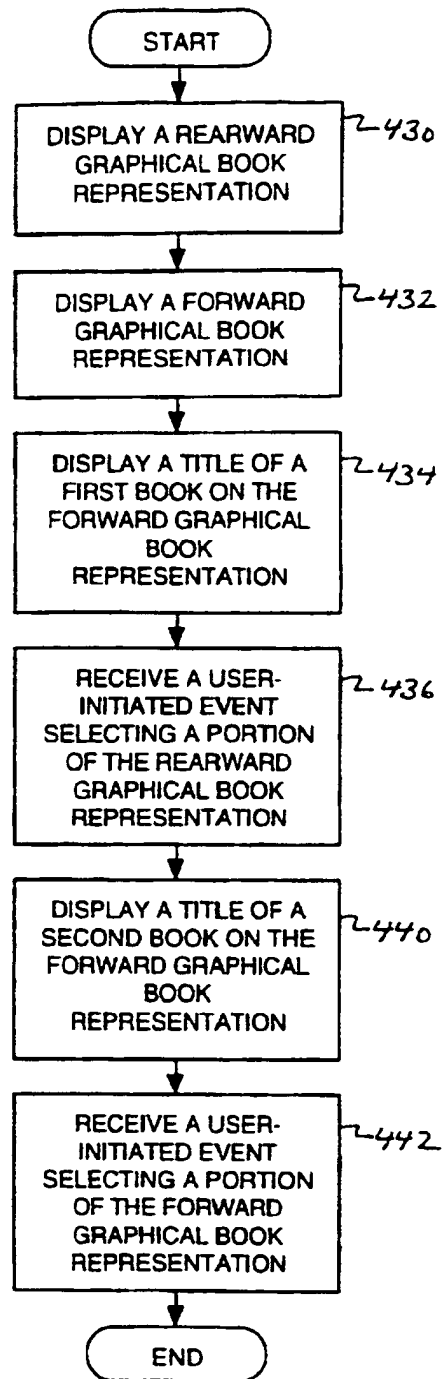 START
DISPLAY A REARWARD
GRAPHICAL BOOK
REPRESENTATION
430
DISPLAY A FORWARD
GRAPHICAL BOOK
REPRESENTATION
432
DISPLAY A TITLE OF A
FIRST BOOK ON THE
FORWARD GRAPHICAL
BOOK
REPRESENTATION
434
RECEIVE A USER-
INITIATED EVENT
SELECTING A PORTION
OF THE REARWARD
GRAPHICAL BOOK
REPRESENTATION
436
DISPLAY A TITLE OF A
SECOND BOOK ON THE
FORWARD GRAPHICAL
BOOK
REPRESENTATION
440
RECEIVE A USER-
INITIATED EVENT
SELECTING A PORTION
OF THE FORWARD
GRAPHICAL BOOK
REPRESENTATION
442
END